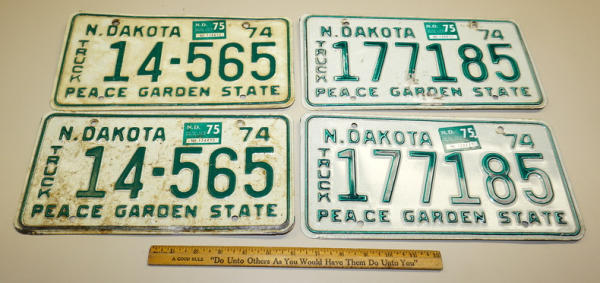 N. DAKOTA N.D. 75 74
TRUCK 14-565
PEACE GARDEN STATE
N. DAKOTA N.D. 75 74
TRUCK 177185
PEACE GARDEN STATE
N. DAKOTA N.D. 75 74
TRUCK 14-565
PEACE GARDEN STATE
N. DAKOTA N.D. 75 74
TRUCK 177185
PEACE GARDEN STATE
A GOOD RULE "Do Unto Others As You Would Have Them Do Unto You"